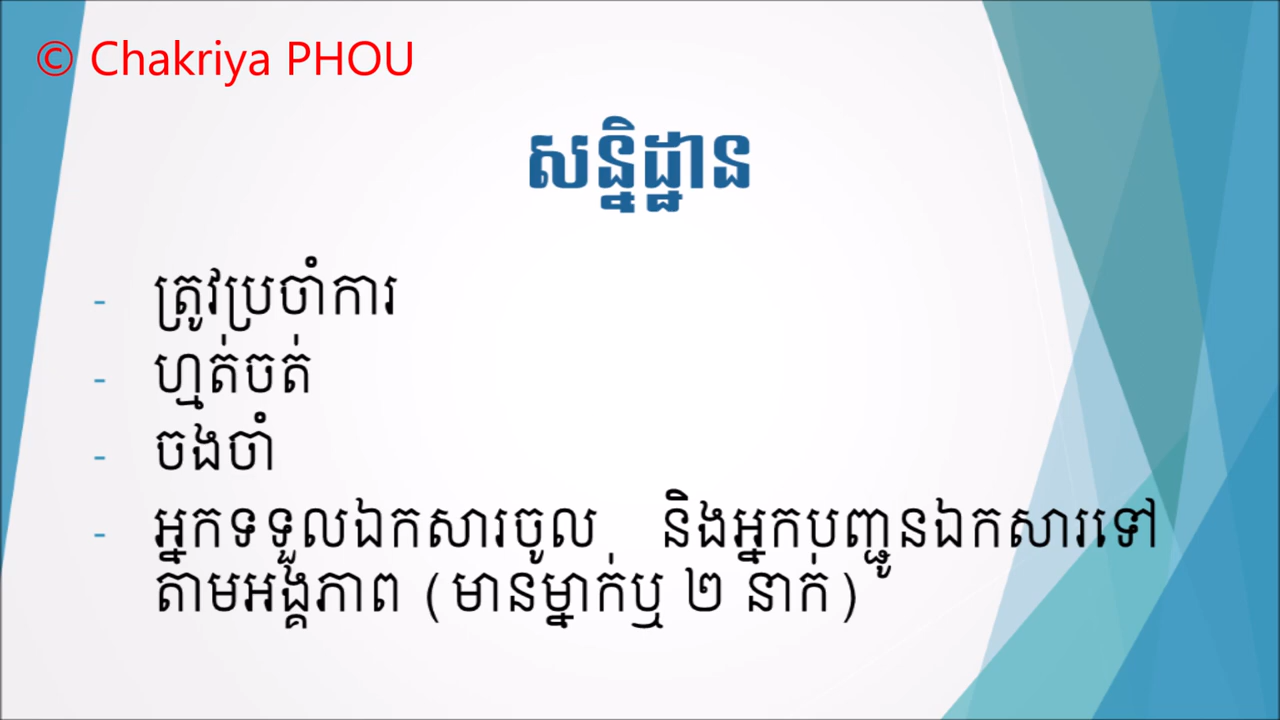 © Chakriya PHOU
សន្និដ្ឋាន
- ត្រូវប្រចាំការ
- ហ្មត់ចត់
- ចងចាំ
- អ្នកទទួលឯកសារចូល និងអ្នកបញ្ជូនឯកសារទៅ
តាមអង្គភាព (មានម្នាក់ឬ ២ នាក់)